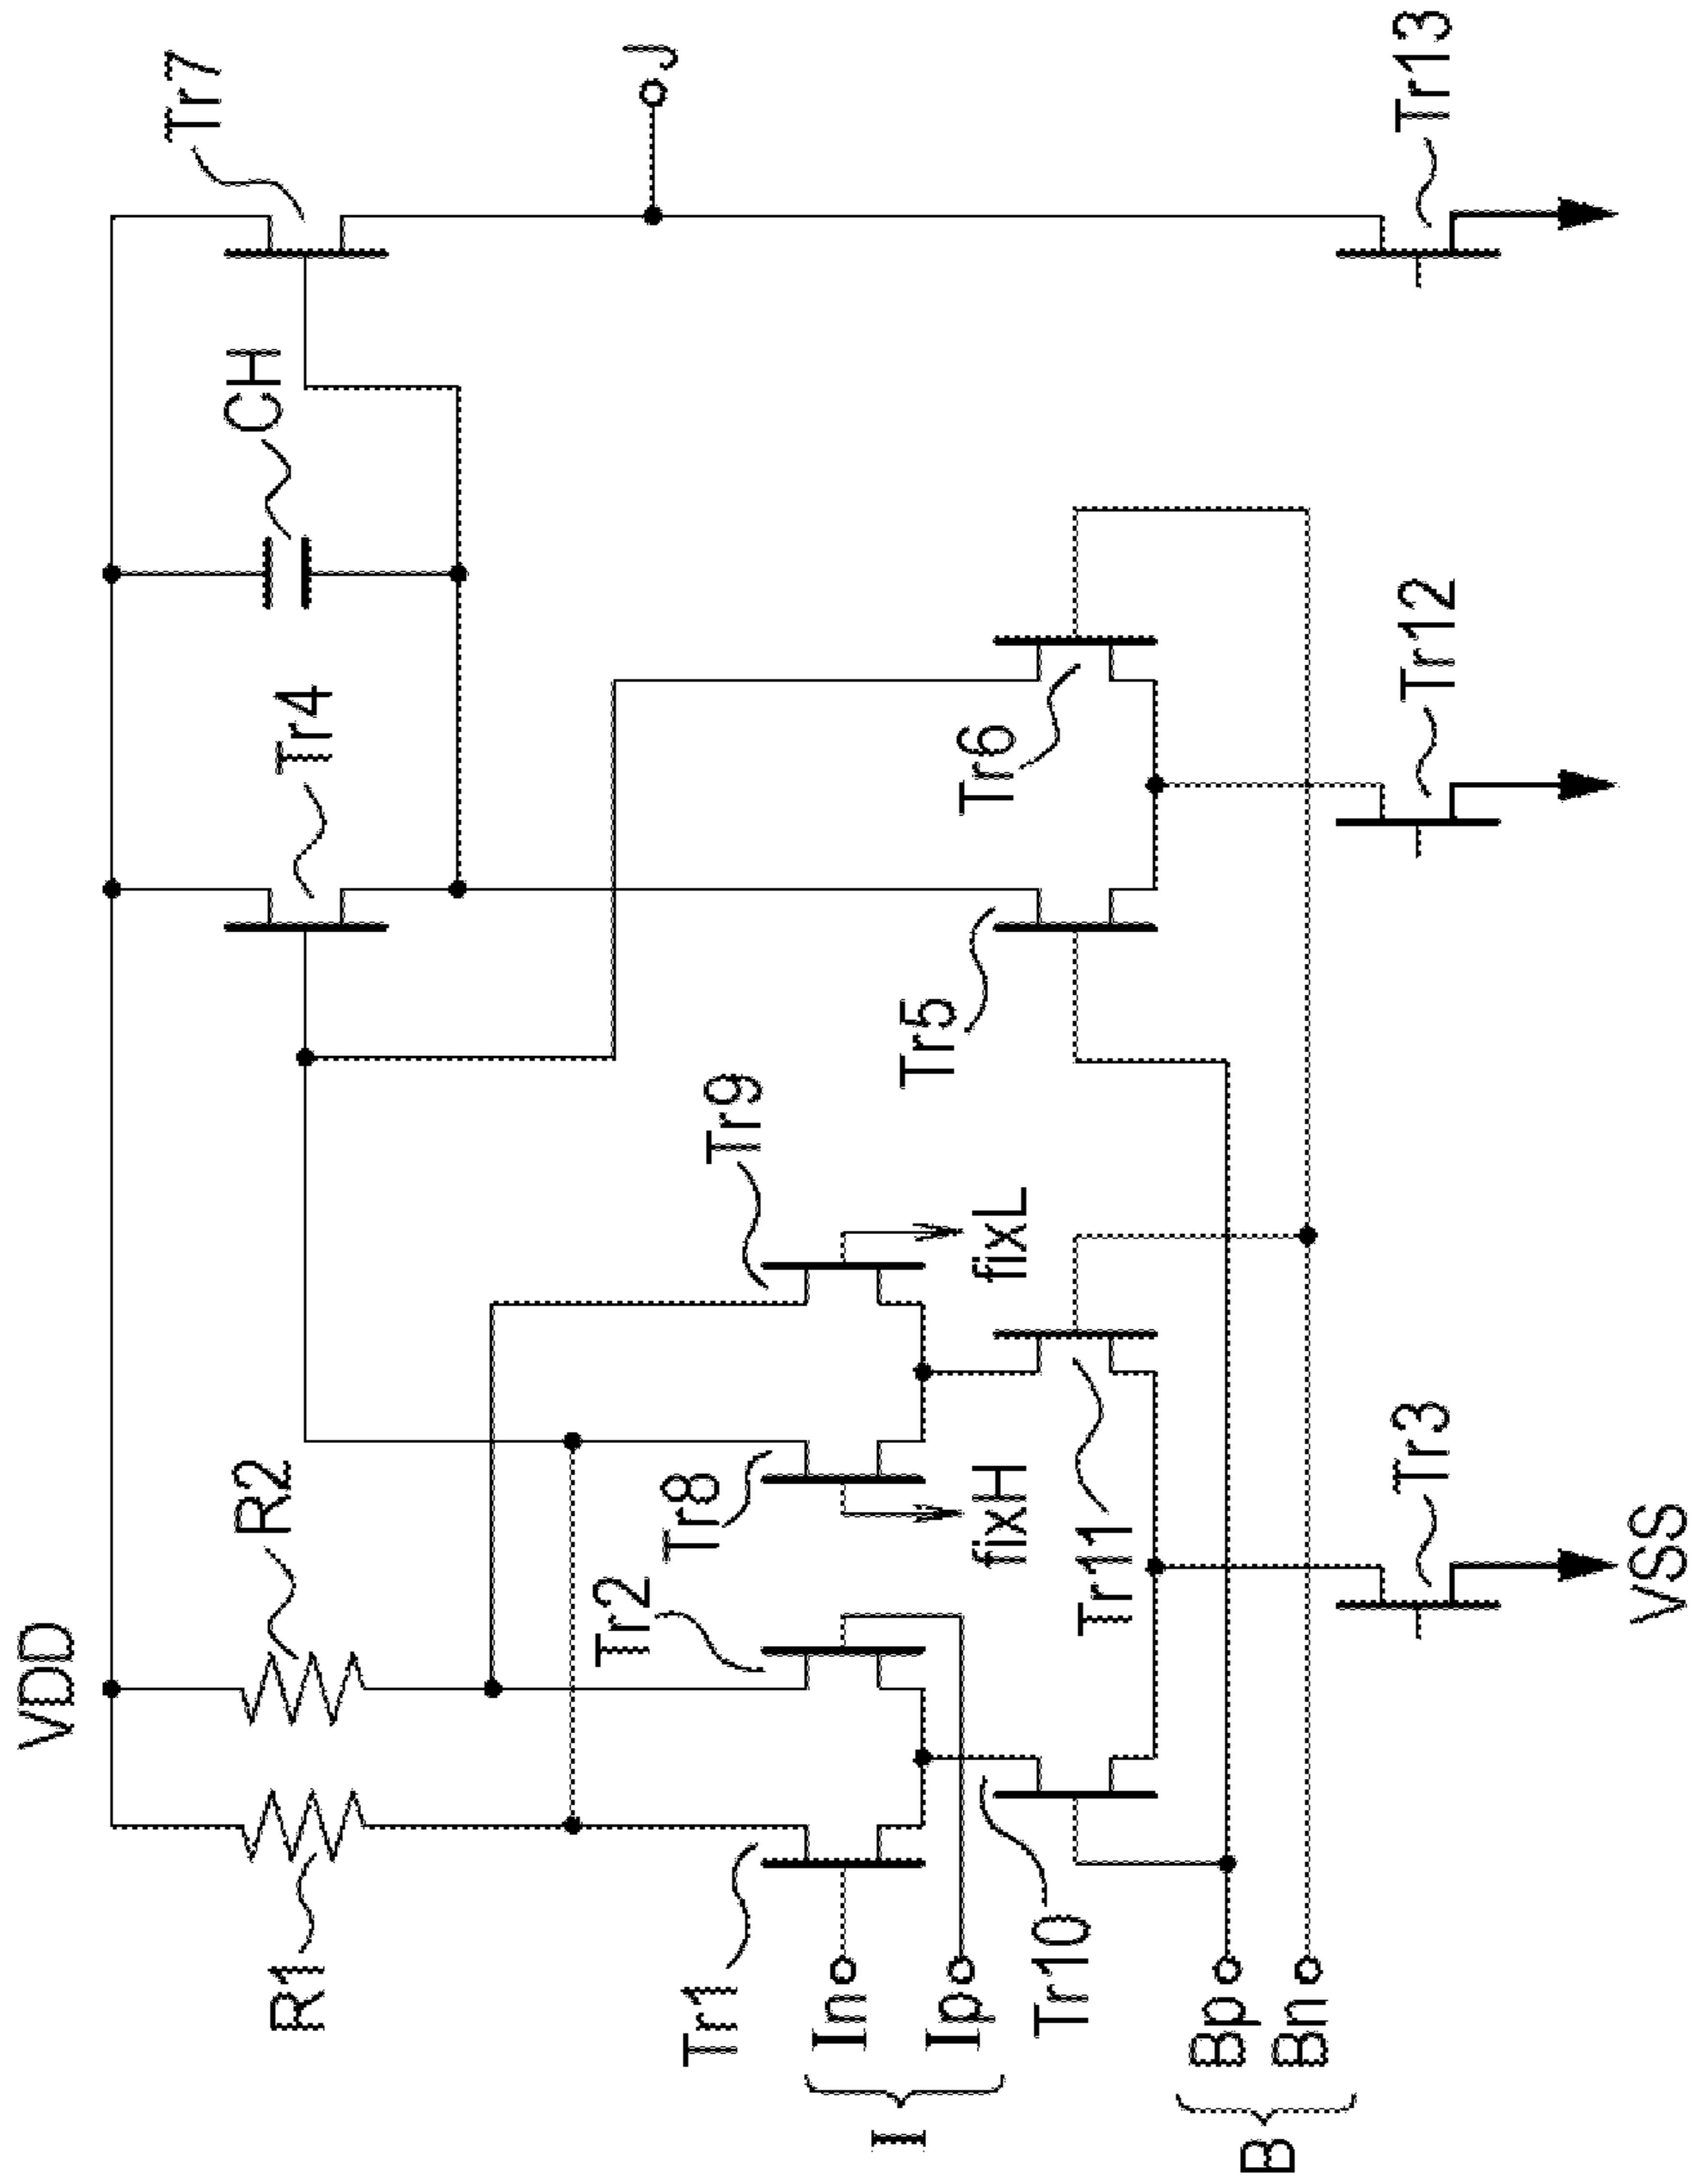 VDD
R1
R2
Tr4
CH
Tr7
Tr1
Tr2
Tr8
Tr9
J
In
Ip
I
fixH
fixL
Tr5
Tr6
Tr10
Tr11
Bp
Bn
B
Tr3
Tr12
Tr13
VSS